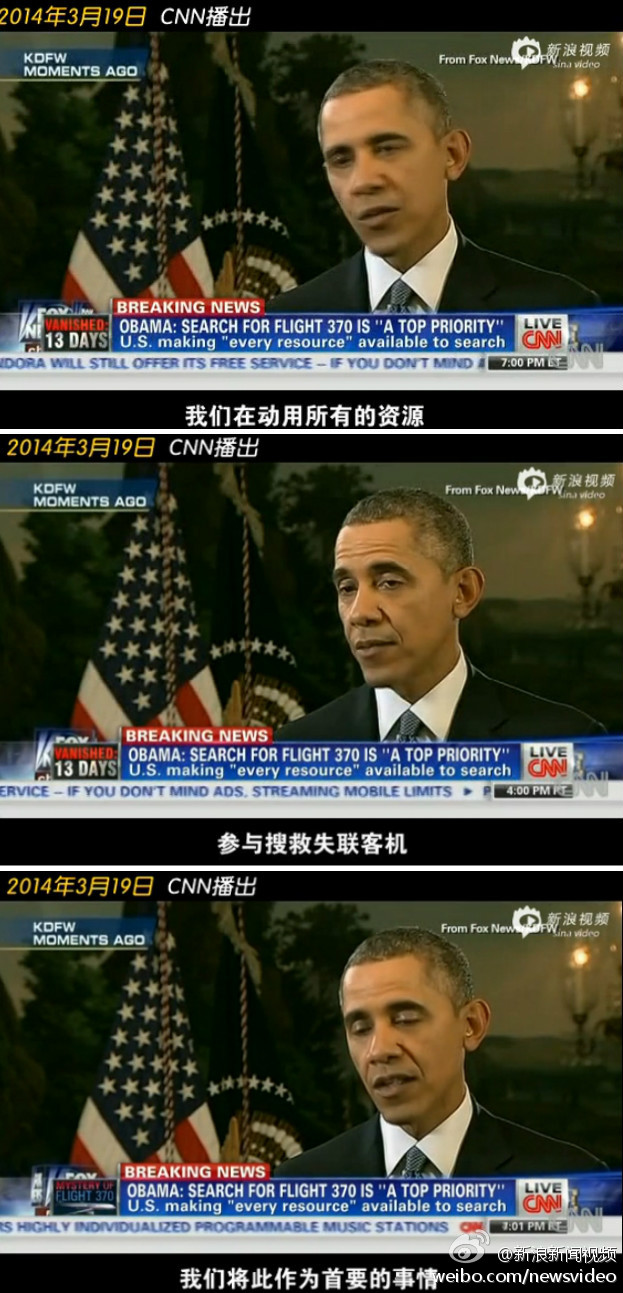 2014年3月19日 CNN播出
KDFW
MOMENTS AGO
新浪视频
sina video
From Fox News/KDFW
BREAKING NEWS
VANISHED:
13 DAYS
OBAMA: SEARCH FOR FLIGHT 370 IS "A TOP PRIORITY"
U.S. making "every resource" available to search
LIVE
CNN
NDORA WILL STILL OFFER ITS FREE SERVICE – IF YOU DON'T MIND A
7:00 PM ET
我们在动用所有的资源
2014年3月19日 CNN播出
KDFW
MOMENTS AGO
新浪视频
sina video
From Fox News/KDFW
FOX
BREAKING NEWS
VANISHED:
13 DAYS
OBAMA: SEARCH FOR FLIGHT 370 IS "A TOP PRIORITY"
U.S. making "every resource" available to search
LIVE
CNN
ERVICE – IF YOU DON'T MIND ADS, STREAMING MOBILE LIMITS
4:00 PM PT
参与搜救失联客机
2014年3月19日 CNN播出
KDFW
MOMENTS AGO
新浪视频
sina video
From Fox News/KDFW
BREAKING NEWS
MYSTERY OF
FLIGHT 370
OBAMA: SEARCH FOR FLIGHT 370 IS "A TOP PRIORITY"
U.S. making "every resource" available to search
LIVE
CNN
RS HIGHLY INDIVIDUALIZED PROGRAMMABLE MUSIC STATIONS
CNN
3:01 PM
@新浪新闻视频
我们将此作为首要的事情
weibo.com/newsvideo